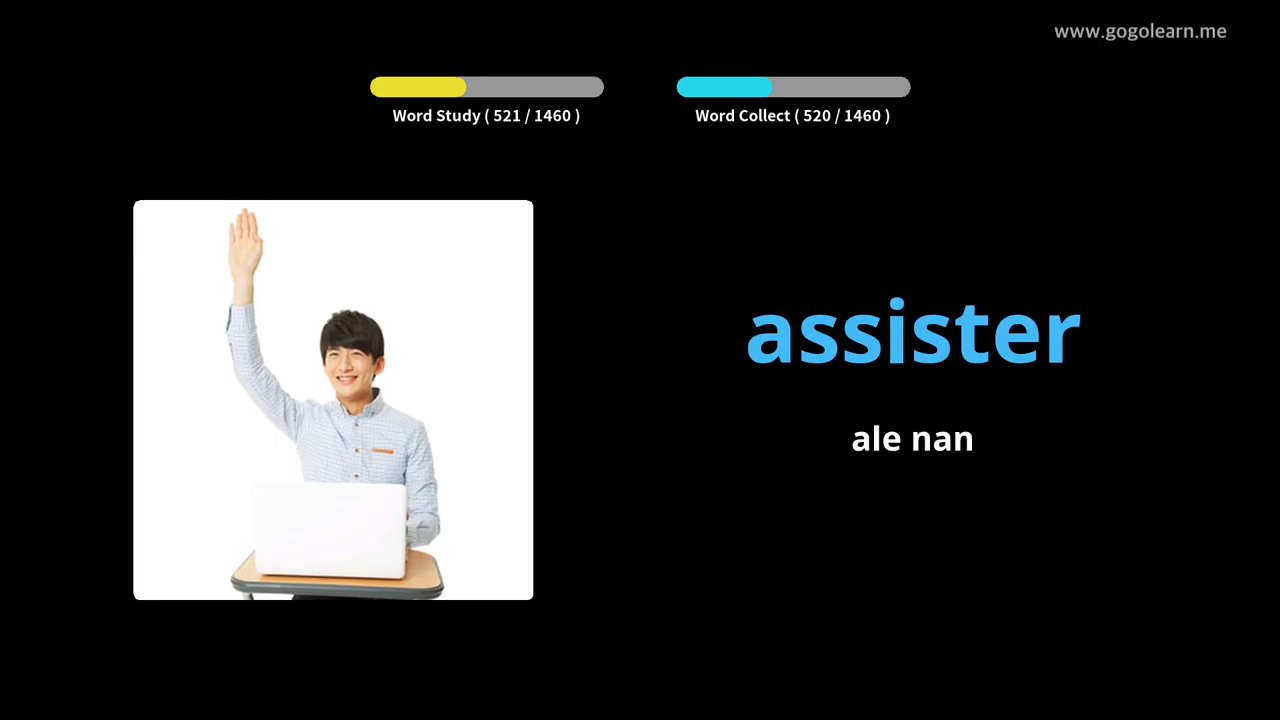 www.gogolearn.me
Word Study ( 521 / 1460 )
Word Collect ( 520 / 1460 )
assister
ale nan